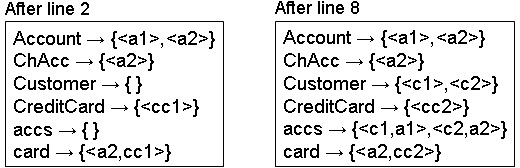 After line 2
Account → {<a1>,<a2>}
ChAcc → {<a2>}
Customer → { }
CreditCard → {<cc1>}
accs → { }
card → {<a2,cc1>}
After line 8
Account → {<a1>,<a2>}
ChAcc → {<a2>}
Customer → {<c1>,<c2>}
CreditCard → {<cc2>}
accs → {<c1,a1>,<c2,a2>}
card → {<a2,cc2>}